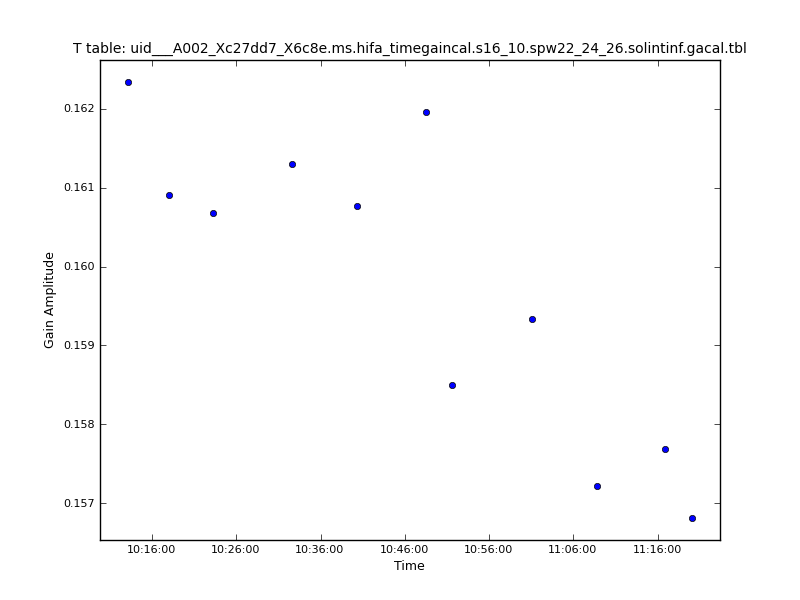 T table: uid___A002_Xc27dd7_X6c8e.ms.hifa_timegaincal.s16_10.spw22_24_26.solintinf.gacal.tbl
0.162
0.161
0.160
0.159
0.158
0.157
Gain Amplitude
10:16:00 10:26:00 10:36:00 10:46:00 10:56:00 11:06:00 11:16:00
Time